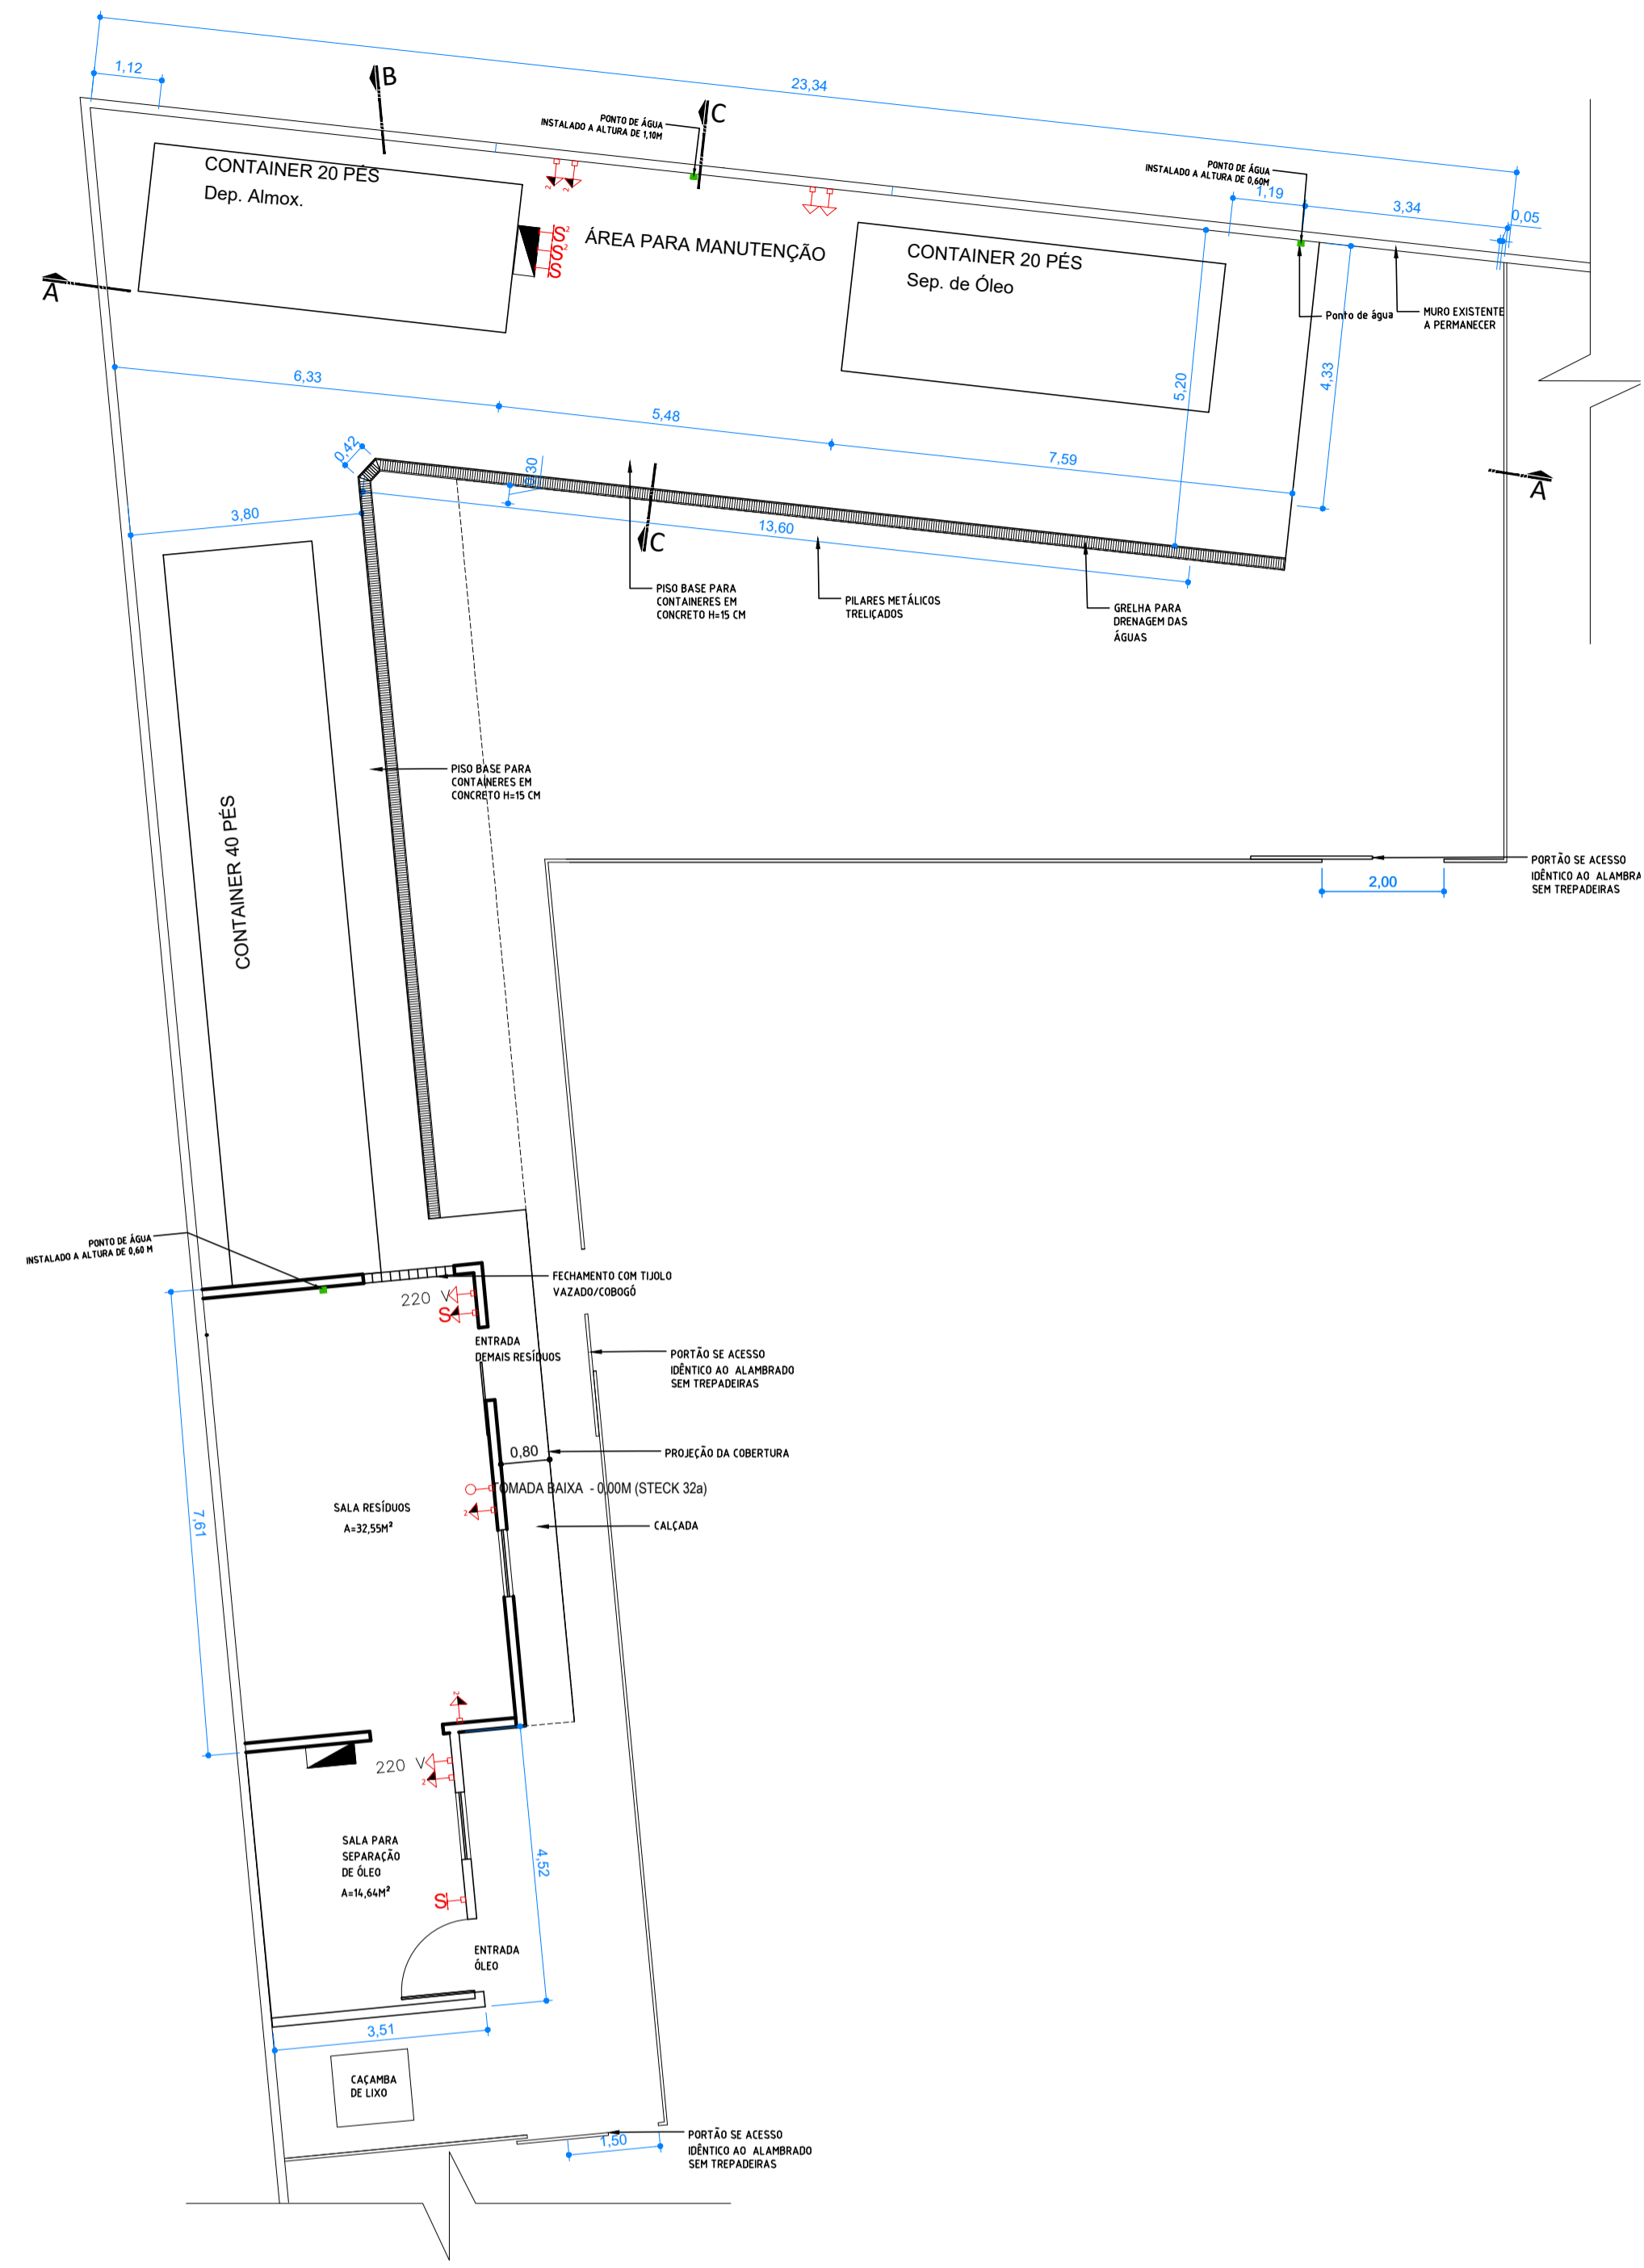 23,34
1,12
B
C
PONTO DE ÁGUA
INSTALADO A ALTURA DE 1,10M
PONTO DE ÁGUA
INSTALADO A ALTURA DE 0,60M
1,19
3,34
0,05
CONTAINER 20 PÉS
Dep. Almox.
2
2
S2
S2
S
ÁREA PARA MANUTENÇÃO
CONTAINER 20 PÉS
Sep. de Óleo
A
Ponto de água
MURO EXISTENTE
A PERMANECER
6,33
5,48
7,59
5,20
4,33
0,42
0,30
3,80
13,60
A
C
PISO BASE PARA
CONTAINERES EM
CONCRETO H=15 CM
PILARES METÁLICOS
TRELIÇADOS
GRELHA PARA
DRENAGEM DAS
ÁGUAS
PISO BASE PARA
CONTAINERES EM
CONCRETO H=15 CM
CONTAINER 40 PÉS
PORTÃO SE ACESSO
IDÊNTICO AO ALAMBRA
SEM TREPADEIRAS
2,00
PONTO DE ÁGUA
INSTALADO A ALTURA DE 0,60 M
FECHAMENTO COM TIJOLO
VAZADO/COBOGÓ
220 V
S
ENTRADA
DEMAIS RESÍDUOS
PORTÃO SE ACESSO
IDÊNTICO AO ALAMBRADO
SEM TREPADEIRAS
0,80
PROJEÇÃO DA COBERTURA
TOMADA BAIXA - 0,00M (STECK 32a)
2
SALA RESÍDUOS
A=32,55M²
CALÇADA
7,61
2
220 V
2
SALA PARA
SEPARAÇÃO
DE ÓLEO
A=14,64M²
4,52
S
ENTRADA
ÓLEO
3,51
CAÇAMBA
DE LIXO
1,50
PORTÃO SE ACESSO
IDÊNTICO AO ALAMBRADO
SEM TREPADEIRAS